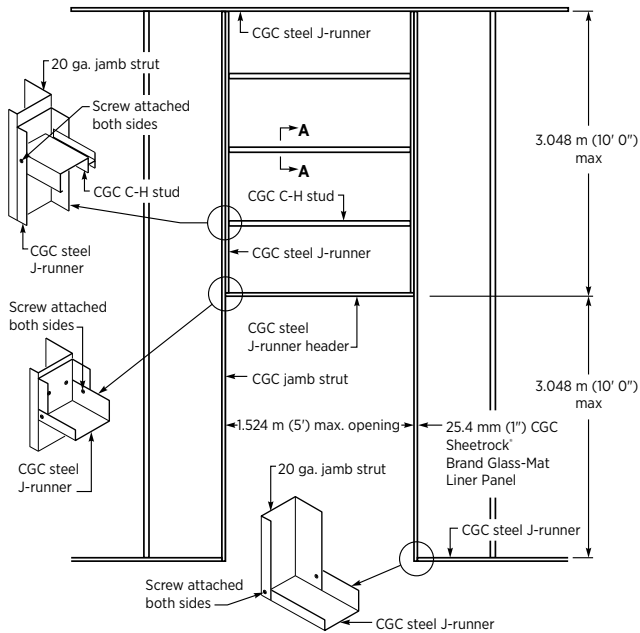 CGC steel J-runner
20 ga. jamb strut
Screw attached
both sides
CGC C-H stud
CGC steel
J-runner
A
A
3.048 m (10' 0")
max
CGC C-H stud
CGC steel J-runner
Screw attached
both sides
CGC steel
J-runner header
CGC jamb strut
3.048 m (10' 0")
max
1.524 m (5') max. opening
25.4 mm (1") CGC
Sheetrock®
Brand Glass-Mat
Liner Panel
CGC steel
J-runner
20 ga. jamb strut
CGC steel J-runner
Screw attached
both sides
CGC steel J-runner